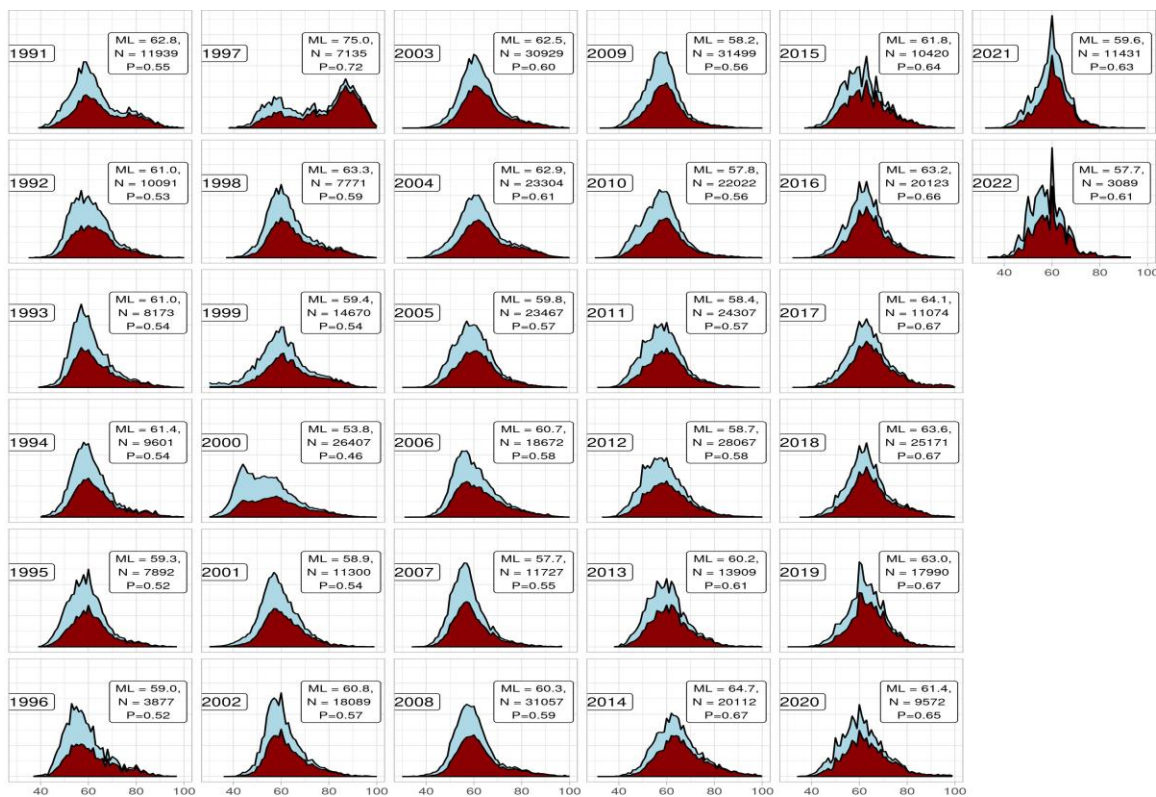 1991
ML = 62.8,
N = 11939
P=0.55
1992
ML = 61.0,
N = 10091
P=0.53
1993
ML = 61.0,
N = 8173
P=0.54
1994
ML = 61.4,
N = 9601
P=0.54
1995
ML = 59.3,
N = 7892
P=0.52
1996
ML = 59.0,
N = 3877
P=0.52
40 60 80 100
1997
ML = 75.0,
N = 7135
P=0.72
1998
ML = 63.3,
N = 7771
P=0.59
1999
ML = 59.4,
N = 14670
P=0.54
2000
ML = 53.8,
N = 26407
P=0.46
2001
ML = 58.9,
N = 11300
P=0.54
2002
ML = 60.8,
N = 18089
P=0.57
40 60 80 100
2003
ML = 62.5,
N = 30929
P=0.60
2004
ML = 62.9,
N = 23304
P=0.61
2005
ML = 59.8,
N = 23467
P=0.57
2006
ML = 60.7,
N = 18672
P=0.58
2007
ML = 57.7,
N = 11727
P=0.55
2008
ML = 60.3,
N = 31057
P=0.59
40 60 80 100
2009
ML = 58.2,
N = 31499
P=0.56
2010
ML = 57.8,
N = 22022
P=0.56
2011
ML = 58.4,
N = 24307
P=0.57
2012
ML = 58.7,
N = 28067
P=0.58
2013
ML = 60.2,
N = 13909
P=0.61
2014
ML = 64.7,
N = 20112
P=0.67
40 60 80 100
2015
ML = 61.8,
N = 10420
P=0.64
2016
ML = 63.2,
N = 20123
P=0.66
2017
ML = 64.1,
N = 11074
P=0.67
2018
ML = 63.6,
N = 25171
P=0.67
2019
ML = 63.0,
N = 17990
P=0.67
2020
ML = 61.4,
N = 9572
P=0.65
40 60 80 100
2021
ML = 59.6,
N = 11431
P=0.63
2022
ML = 57.7,
N = 3089
P=0.61
40 60 80 100